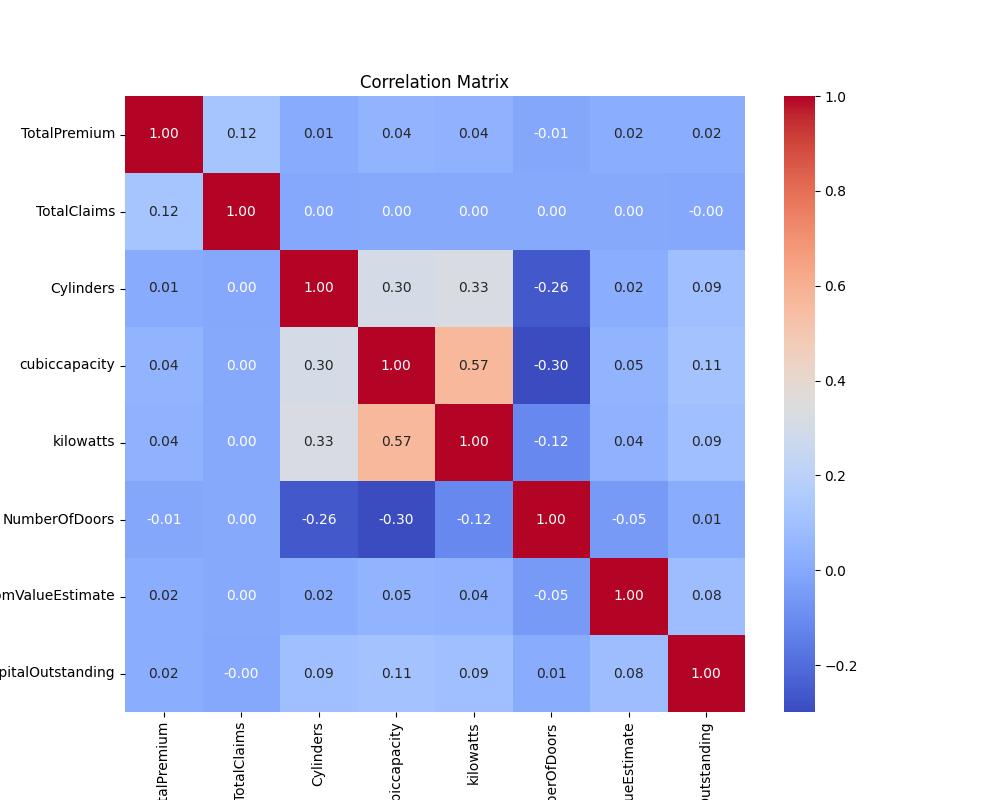 Correlation Matrix
TotalPremium 1.00 0.12 0.01 0.04 0.04 -0.01 0.02 0.02
TotalClaims 0.12 1.00 0.00 0.00 0.00 0.00 0.00 -0.00
Cylinders 0.01 0.00 1.00 0.30 0.33 -0.26 0.02 0.09
cubiccapacity 0.04 0.00 0.30 1.00 0.57 -0.30 0.05 0.11
kilowatts 0.04 0.00 0.33 0.57 1.00 -0.12 0.04 0.09
NumberOfDoors -0.01 0.00 -0.26 -0.30 -0.12 1.00 -0.05 0.01
omValueEstimate 0.02 0.00 0.02 0.05 0.04 -0.05 1.00 0.08
pitalOutstanding 0.02 -0.00 0.09 0.11 0.09 0.01 0.08 1.00
talPremium
TotalClaims
Cylinders
biccapacity
kilowatts
berOfDoors
ueEstimate
utstanding
1.0
0.8
0.6
0.4
0.2
0.0
−0.2